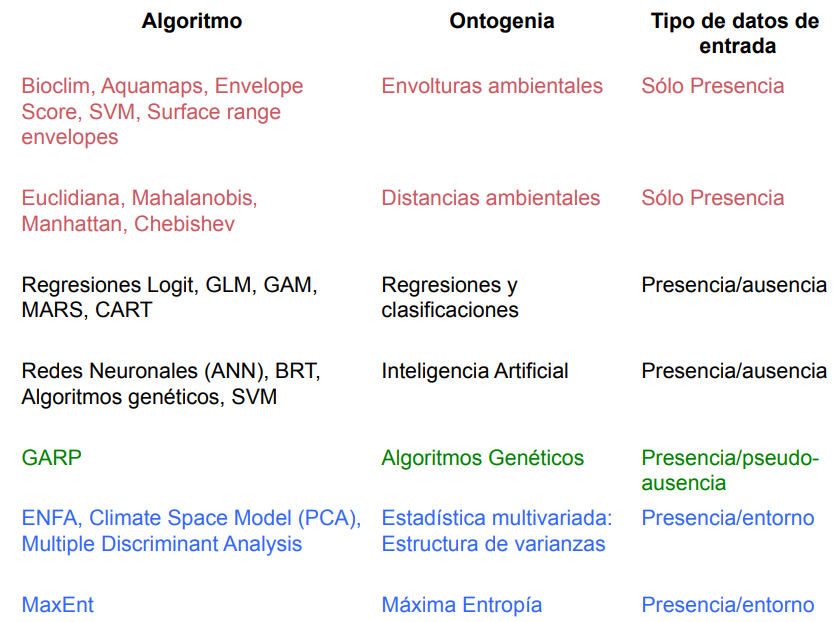 Algoritmo Ontogenia Tipo de datos de
entrada
Bioclim, Aquamaps, Envelope Envolturas ambientales Sólo Presencia
Score, SVM, Surface range
envelopes
Euclidiana, Mahalanobis, Distancias ambientales Sólo Presencia
Manhattan, Chebishev
Regresiones Logit, GLM, GAM, Regresiones y Presencia/ausencia
MARS, CART clasificaciones
Redes Neuronales (ANN), BRT, Inteligencia Artificial Presencia/ausencia
Algoritmos genéticos, SVM
GARP Algoritmos Genéticos Presencia/pseudo-
ausencia
ENFA, Climate Space Model (PCA), Estadística multivariada: Presencia/entorno
Multiple Discriminant Analysis Estructura de varianzas
MaxEnt Máxima Entropía Presencia/entorno